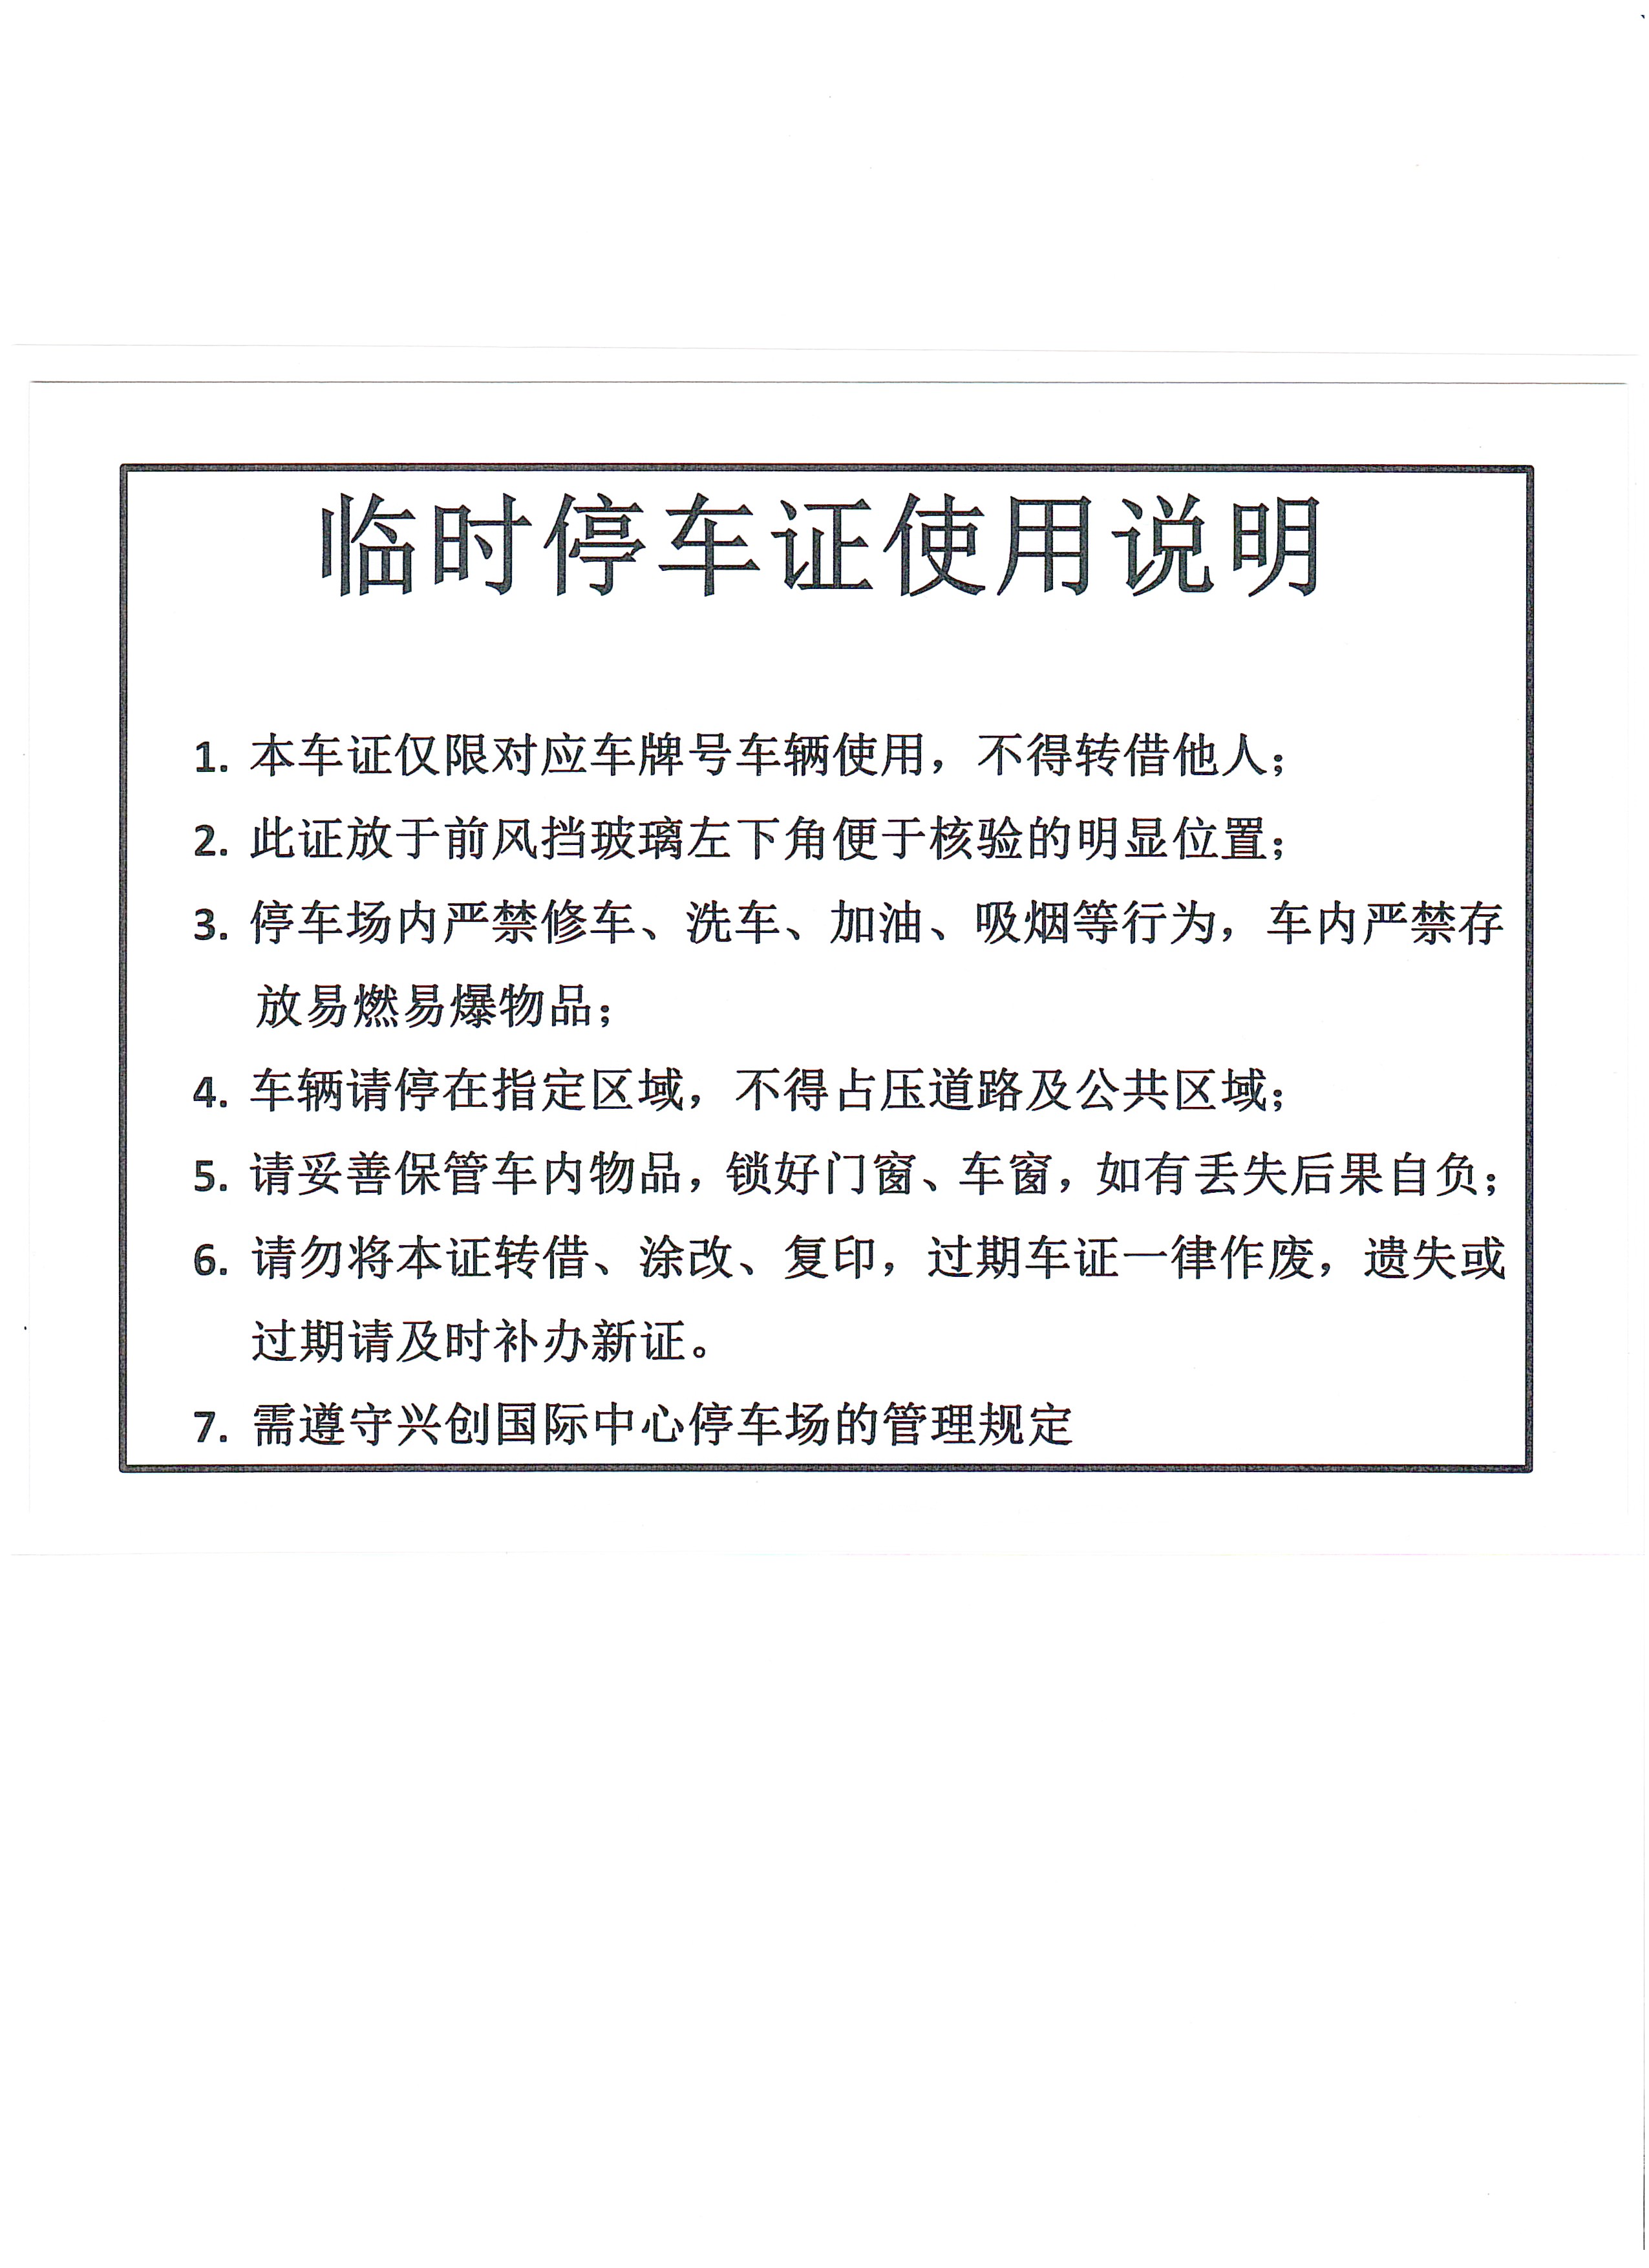 临时停车证使用说明
1. 本车证仅限对应车牌号车辆使用，不得转借他人；
2. 此证放于前风挡玻璃左下角便于核验的明显位置；
3. 停车场内严禁修车、洗车、加油、吸烟等行为，车内严禁存
放易燃易爆物品；
4. 车辆请停在指定区域，不得占压道路及公共区域；
5. 请妥善保管车内物品，锁好门窗、车窗，如有丢失后果自负；
6. 请勿将本证转借、涂改、复印，过期车证一律作废，遗失或
过期请及时补办新证。
7. 需遵守兴创国际中心停车场的管理规定